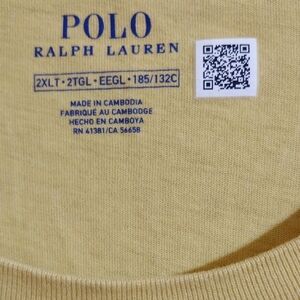 POLO
RALPH LAUREN
2XLT • 2TGL • EEGL • 185/132C
MADE IN CAMBODIA
FABRIQUÉ AU CAMBODGE
HECHO EN CAMBOYA
RN 41381/CA 56658